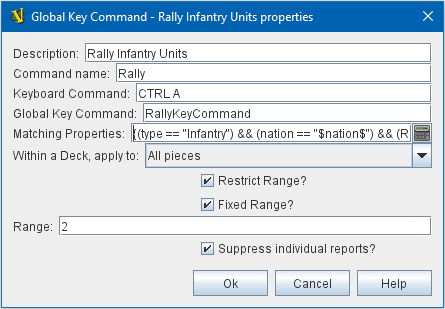 Global Key Command - Rally Infantry Units properties
Description: Rally Infantry Units
Command name: Rally
Keyboard Command: CTRL A
Global Key Command: RallyKeyCommand
Matching Properties: {(type == "Infantry") && (nation == "$nation$") && (R
Within a Deck, apply to: All pieces
Restrict Range?
Fixed Range?
Range: 2
Suppress individual reports?
Ok Cancel Help